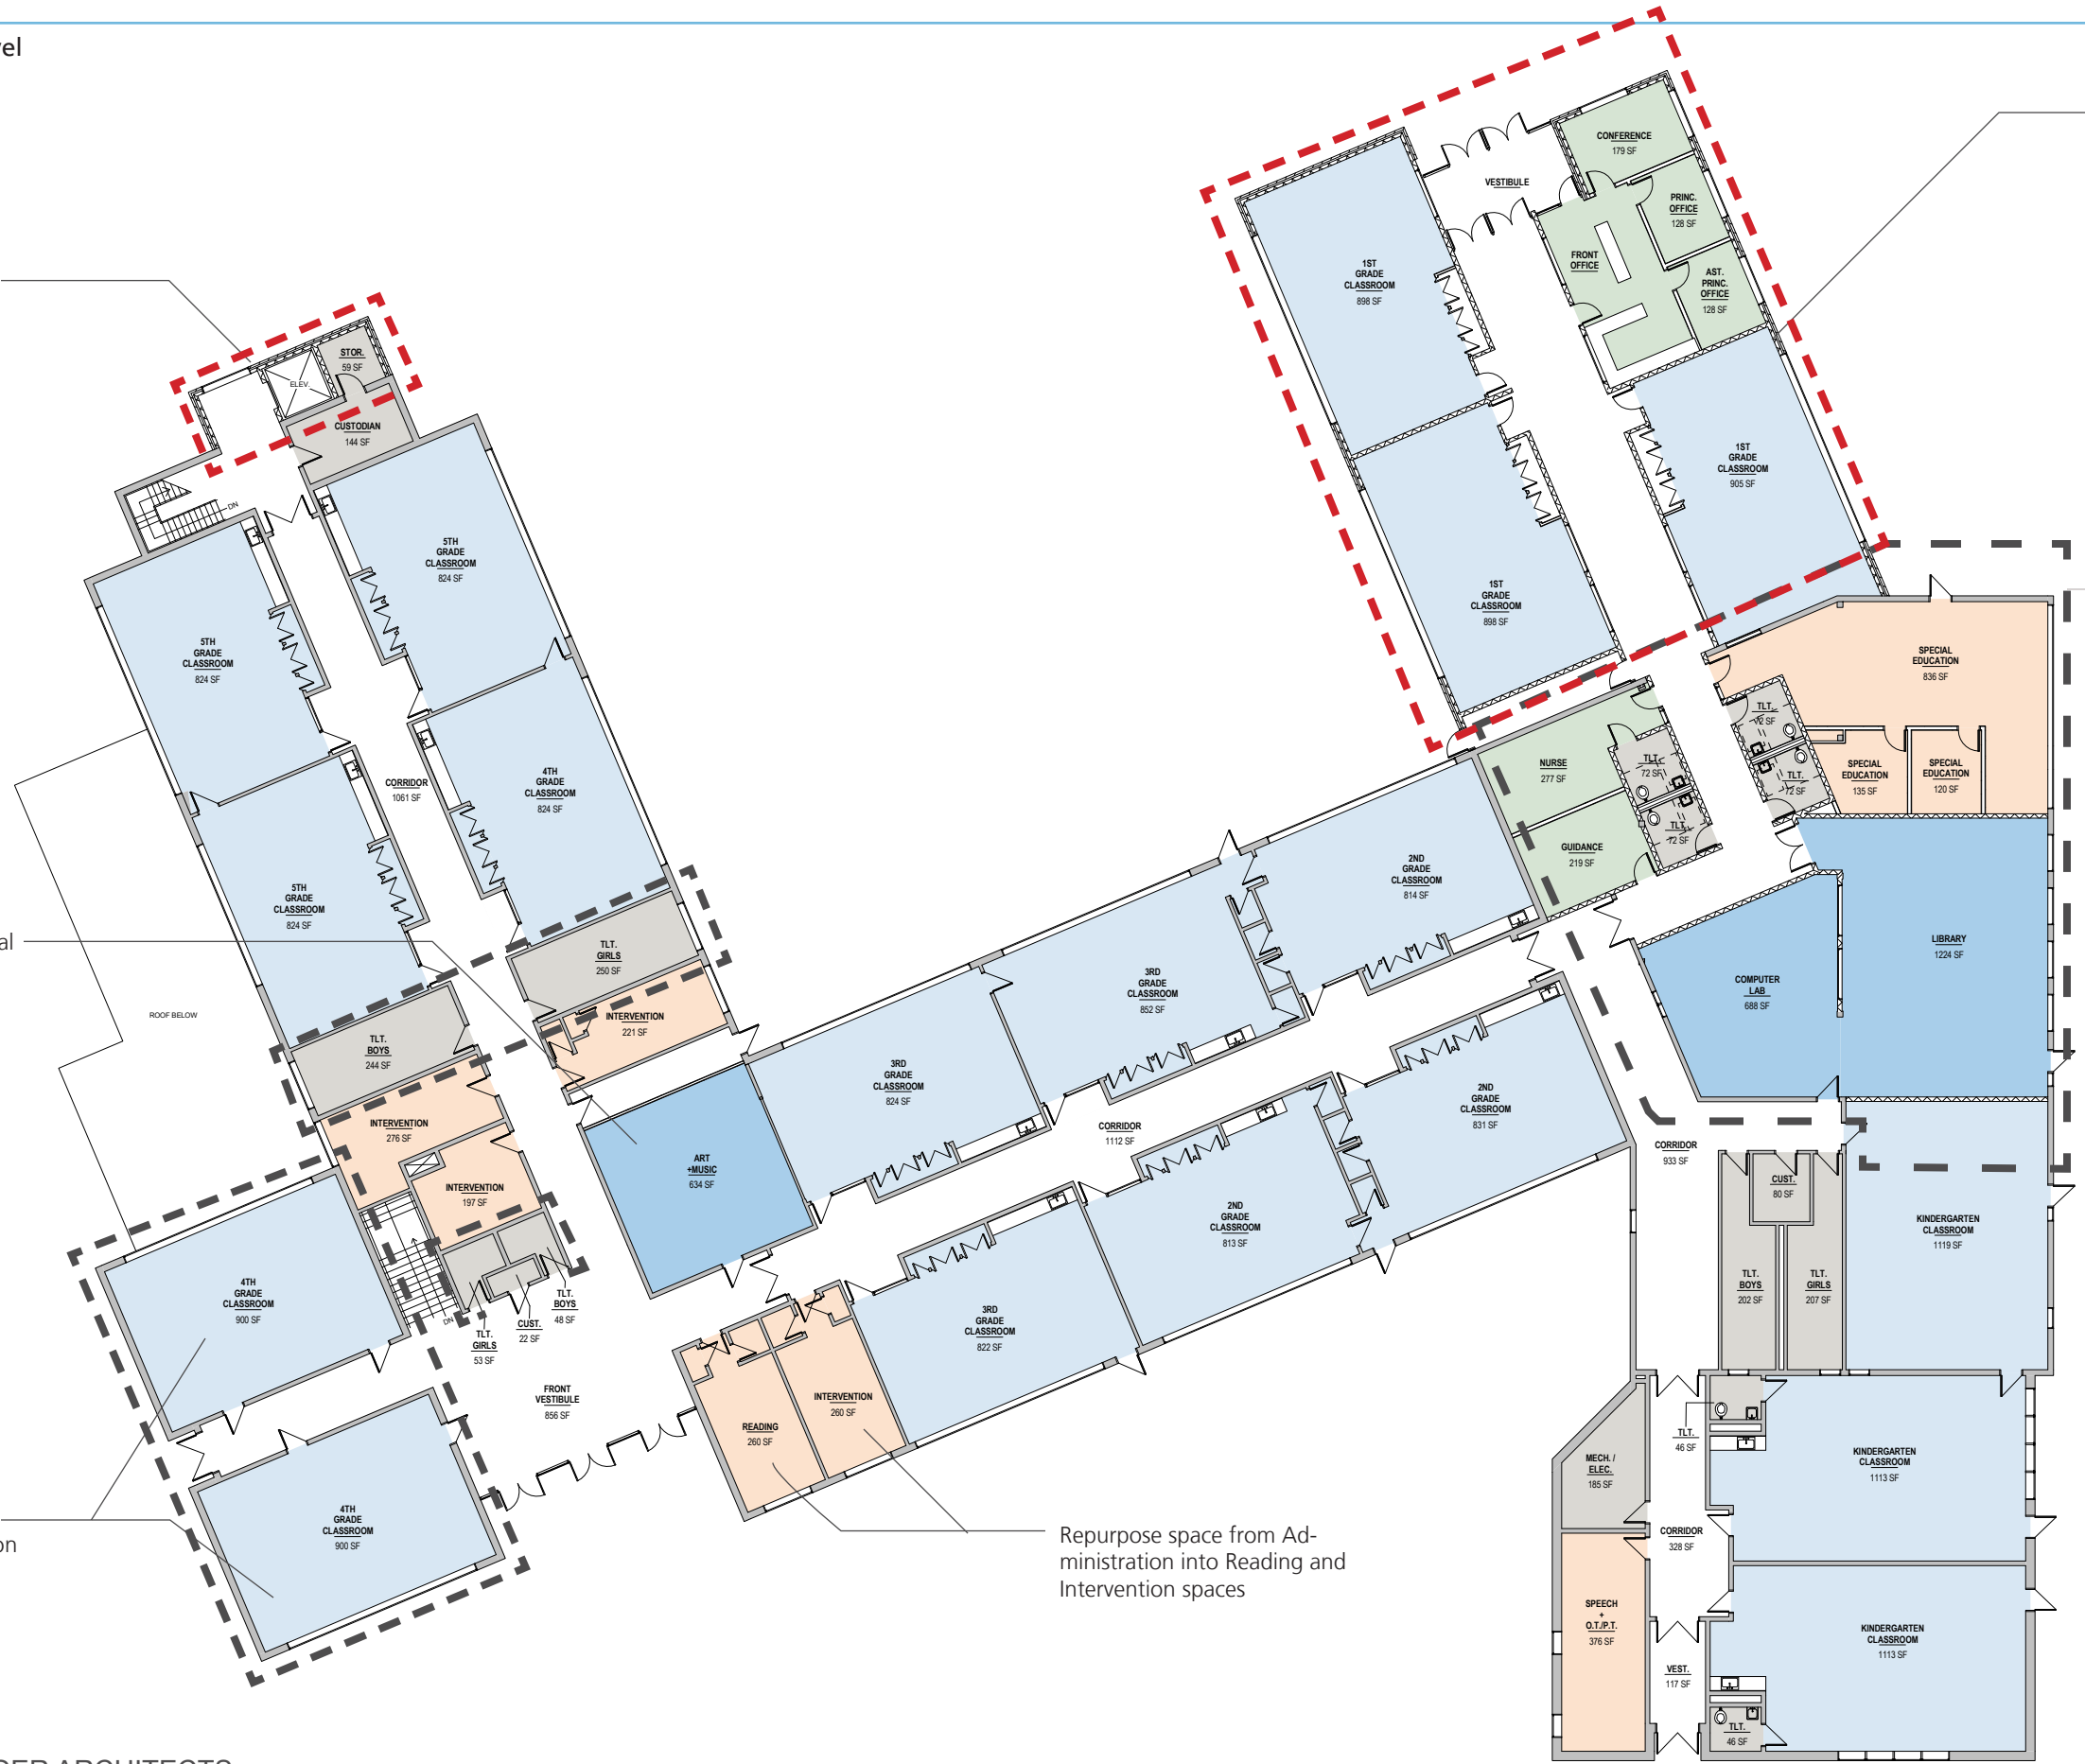 vel
CONFERENCE
179 SF
VESTIBULE
PRINC.
OFFICE
128 SF
FRONT
OFFICE
AST.
PRINC.
OFFICE
128 SF
1ST
GRADE
CLASSROOM
898 SF
STOR.
59 SF
ELEV.
CUSTODIAN
144 SF
1ST
GRADE
CLASSROOM
905 SF
DN
5TH
GRADE
CLASSROOM
824 SF
1ST
GRADE
CLASSROOM
898 SF
5TH
GRADE
CLASSROOM
824 SF
SPECIAL
EDUCATION
836 SF
TLT.
72 SF
CORRIDOR
1061 SF
4TH
GRADE
CLASSROOM
824 SF
NURSE
277 SF
TLT.
72 SF
TLT.
72 SF
SPECIAL
EDUCATION
135 SF
SPECIAL
EDUCATION
120 SF
TLT.
72 SF
GUIDANCE
219 SF
2ND
GRADE
CLASSROOM
814 SF
5TH
GRADE
CLASSROOM
824 SF
al
TLT.
GIRLS
250 SF
LIBRARY
1224 SF
3RD
GRADE
CLASSROOM
852 SF
COMPUTER
LAB
688 SF
ROOF BELOW
INTERVENTION
221 SF
TLT.
BOYS
244 SF
3RD
GRADE
CLASSROOM
824 SF
2ND
GRADE
CLASSROOM
831 SF
INTERVENTION
276 SF
CORRIDOR
1112 SF
CORRIDOR
933 SF
ART
+MUSIC
634 SF
CUST.
80 SF
INTERVENTION
197 SF
2ND
GRADE
CLASSROOM
813 SF
KINDERGARTEN
CLASSROOM
1119 SF
TLT.
BOYS
202 SF
TLT.
GIRLS
207 SF
4TH
GRADE
CLASSROOM
900 SF
DN
TLT.
BOYS
48 SF
CUST.
22 SF
TLT.
GIRLS
53 SF
3RD
GRADE
CLASSROOM
822 SF
FRONT
VESTIBULE
856 SF
INTERVENTION
260 SF
READING
260 SF
TLT.
46 SF
KINDERGARTEN
CLASSROOM
1113 SF
MECH. /
ELEC.
185 SF
4TH
GRADE
CLASSROOM
900 SF
on
CORRIDOR
328 SF
Repurpose space from Ad-
ministration into Reading and
Intervention spaces
SPEECH
+
O.T./P.T.
376 SF
KINDERGARTEN
CLASSROOM
1113 SF
VEST.
117 SF
TLT.
46 SF